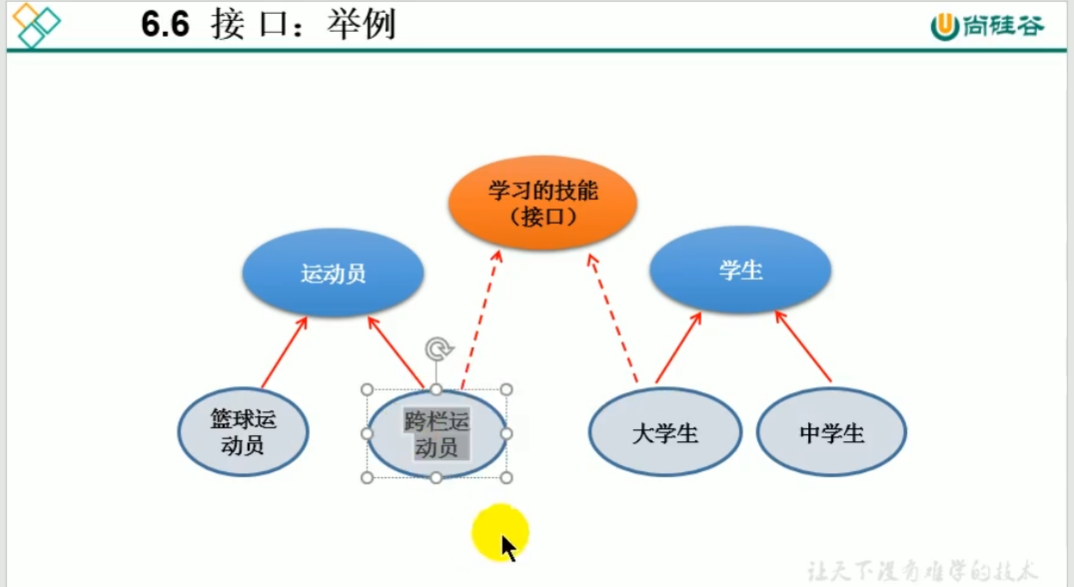 6.6 接 口：举例
尚硅谷
学习的技能
（接口）
运动员
学生
篮球运
动员
跨栏运
动员
大学生
中学生
让天下没有难学的技术